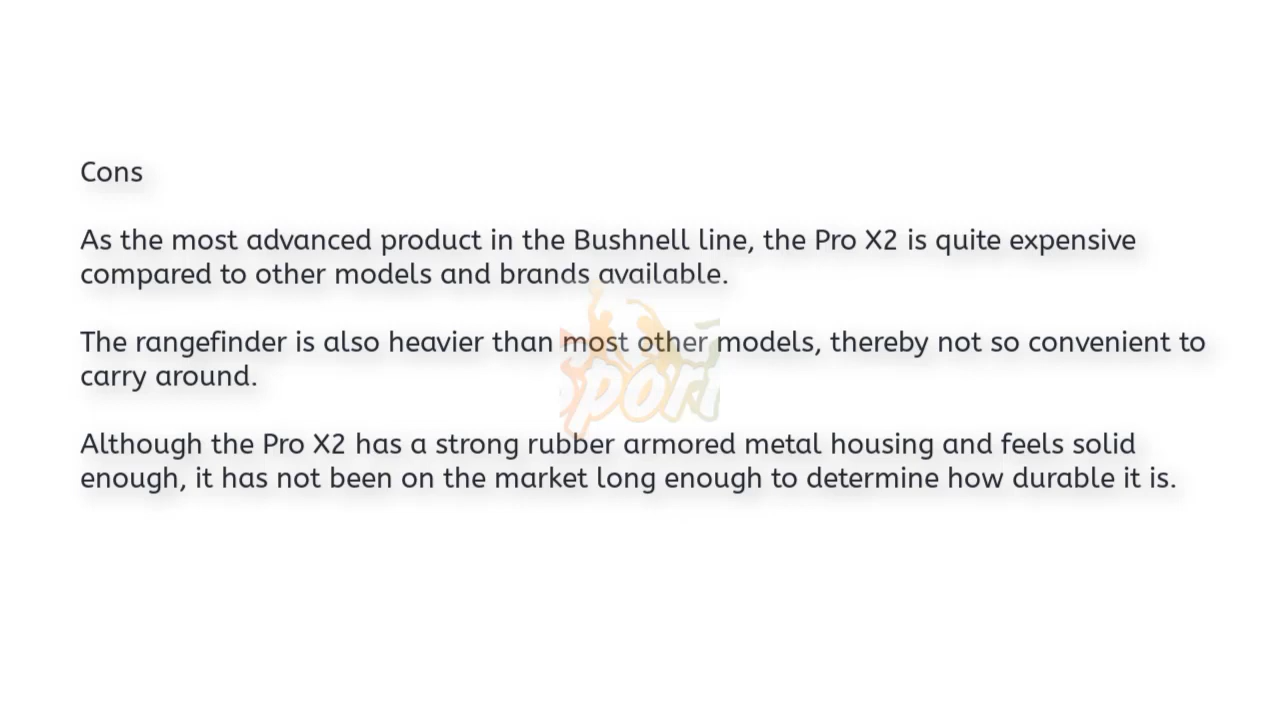 Cons
As the most advanced product in the Bushnell line, the Pro X2 is quite expensive
compared to other models and brands available.
The rangefinder is also heavier than most other models, thereby not so convenient to
carry around.
Sport
Although the Pro X2 has a strong rubber armored metal housing and feels solid
enough, it has not been on the market long enough to determine how durable it is.